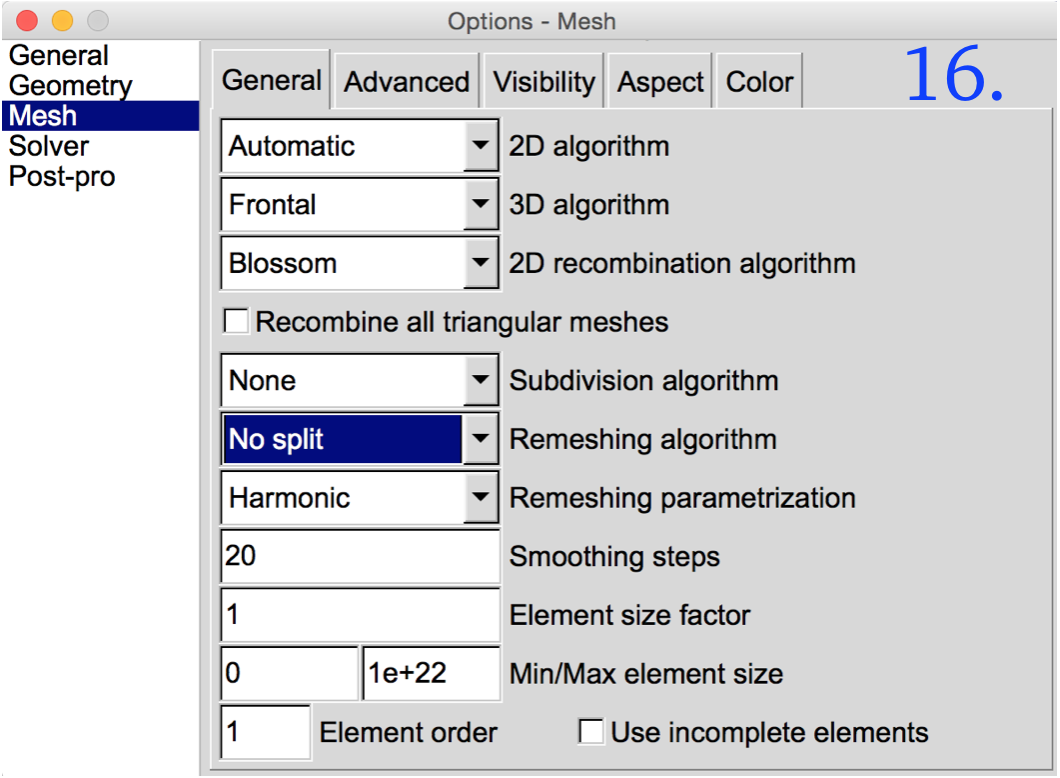 Options - Mesh
General
Geometry
Mesh
Solver
Post-pro
General Advanced Visibility Aspect Color
16.
Automatic 2D algorithm
Frontal 3D algorithm
Blossom 2D recombination algorithm
Recombine all triangular meshes
None Subdivision algorithm
No split Remeshing algorithm
Harmonic Remeshing parametrization
20 Smoothing steps
1 Element size factor
0 1e+22 Min/Max element size
1 Element order Use incomplete elements